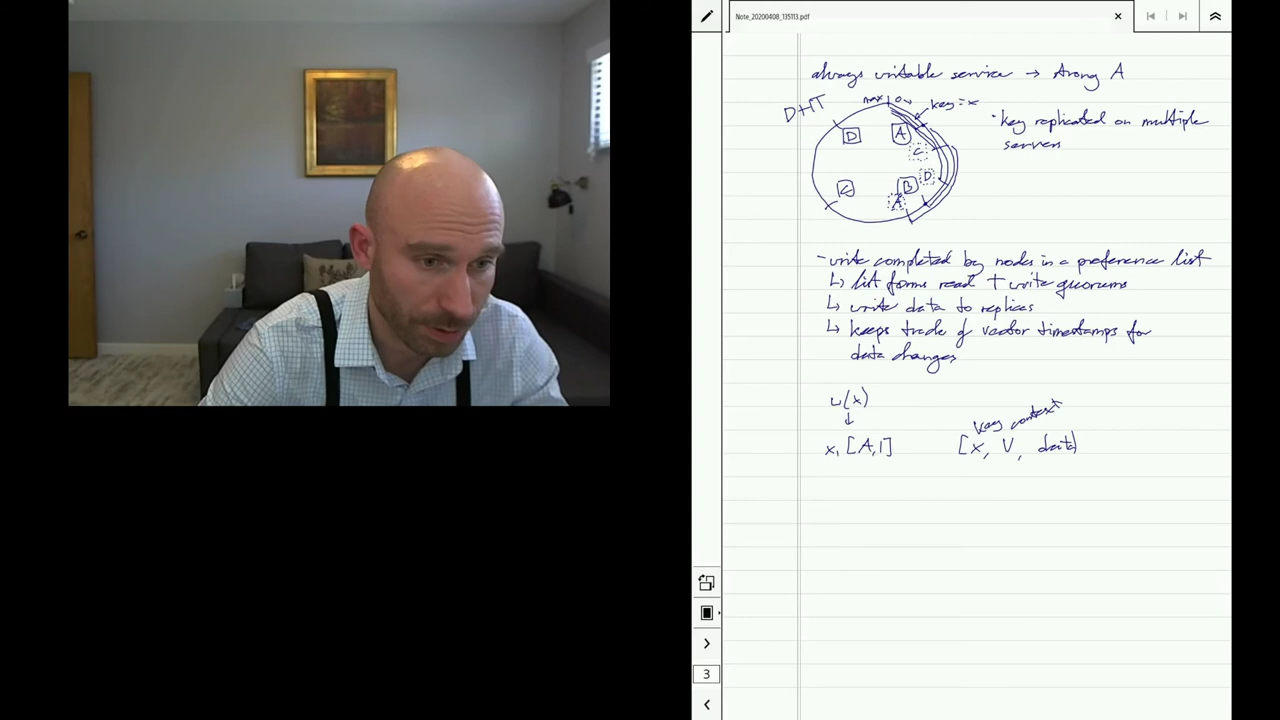 Note_20200408_135113.pdf
always writable service → strong A
DHT
max | 0
key = x
• key replicated on multiple
servers
D
A
C
D
C
B
A
- write completed by nodes in a preference list
↳ list forms read + write quorums
↳ write data to replicas
↳ keeps track of vector timestamps for
data changes
w(x)
↓
key context
x, [A,1]
[x, V, data]
3